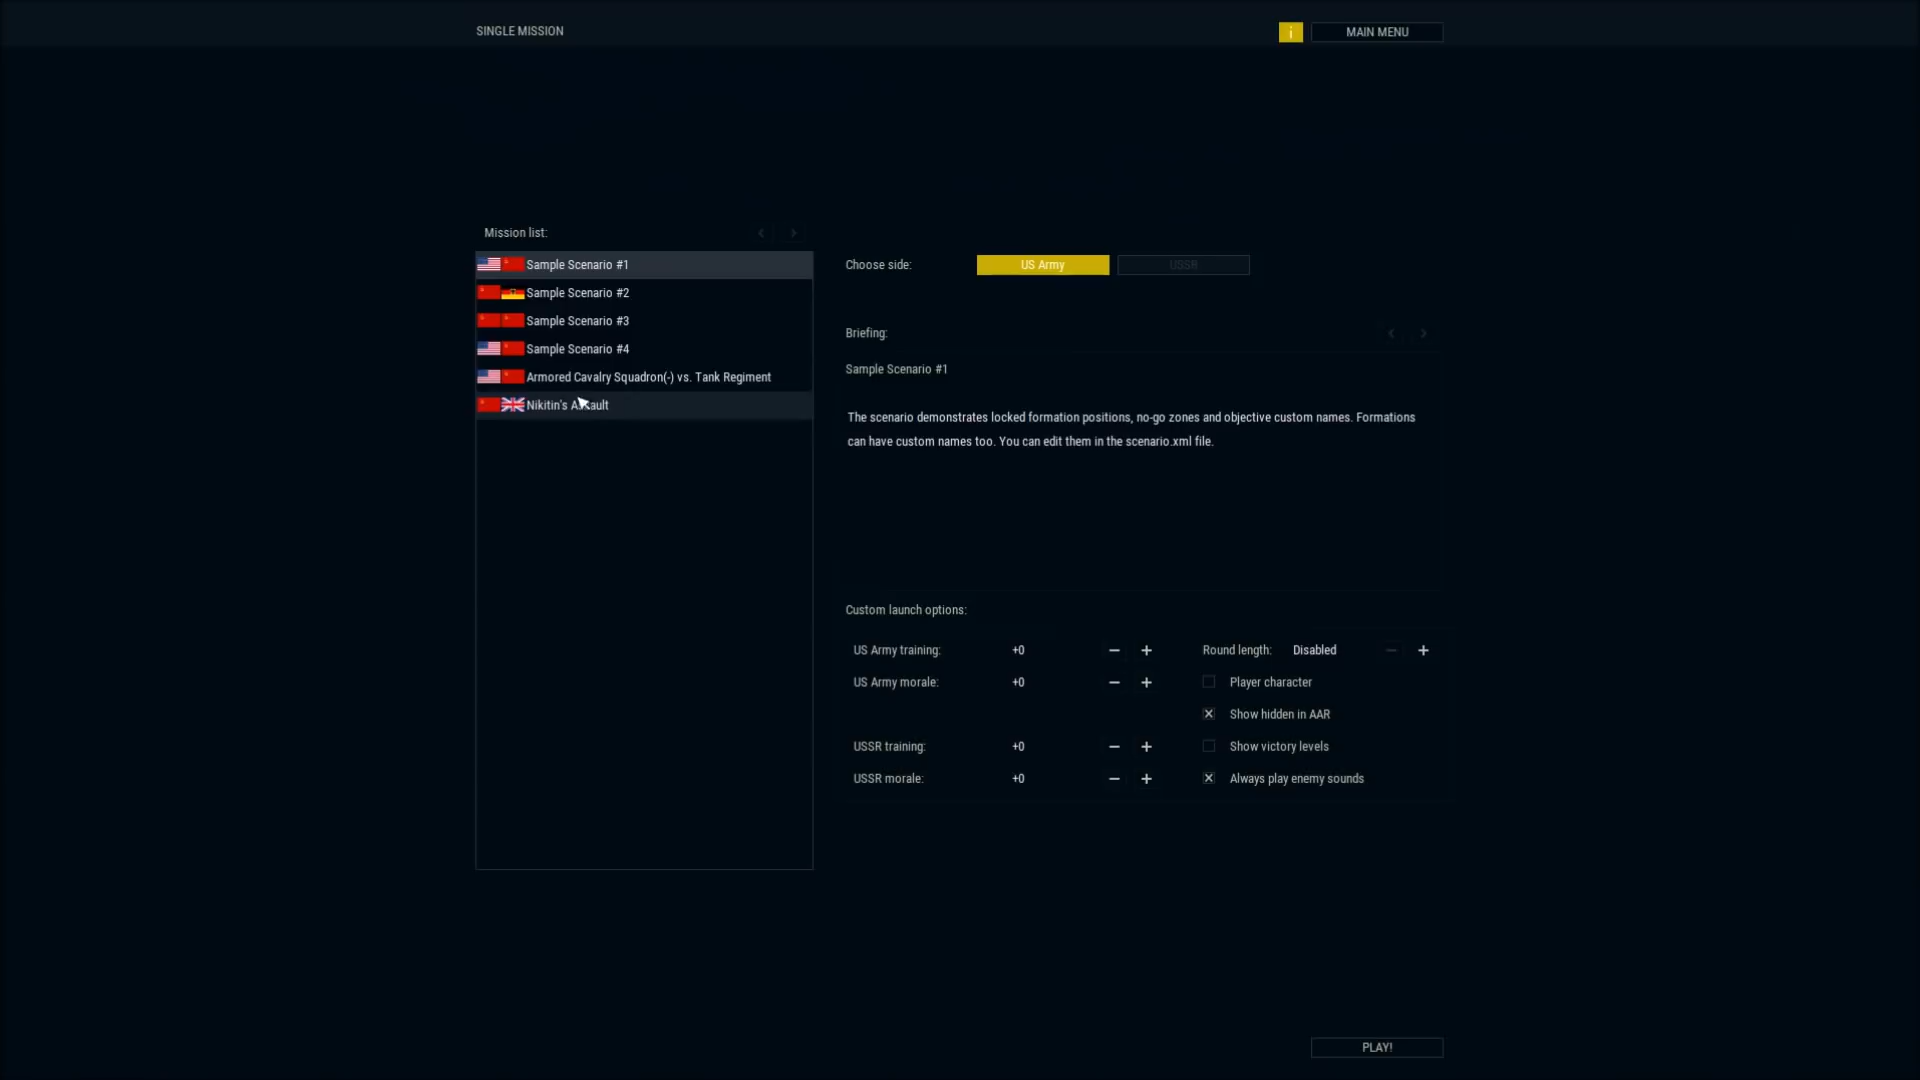 SINGLE MISSION
i
MAIN MENU
Mission list:
Sample Scenario #1
Sample Scenario #2
Sample Scenario #3
Sample Scenario #4
Armored Cavalry Squadron(-) vs. Tank Regiment
Nikitin's Assault
Choose side:
US Army
USSR
Briefing:
Sample Scenario #1
The scenario demonstrates locked formation positions, no-go zones and objective custom names. Formations
can have custom names too. You can edit them in the scenario.xml file.
Custom launch options:
US Army training: +0
Round length: Disabled
US Army morale: +0
Player character
Show hidden in AAR
USSR training: +0
Show victory levels
USSR morale: +0
Always play enemy sounds
PLAY!